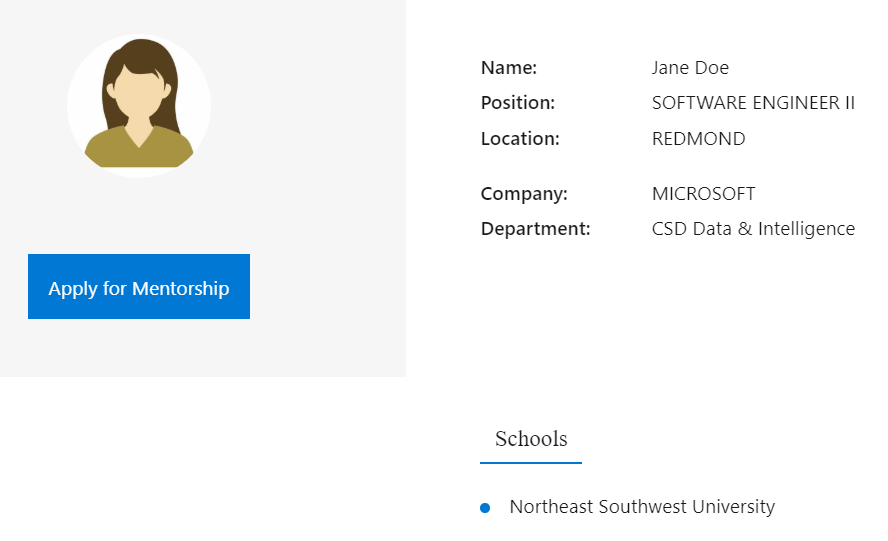 Name: Jane Doe
Position: SOFTWARE ENGINEER II
Location: REDMOND
Company: MICROSOFT
Department: CSD Data & Intelligence
Apply for Mentorship
Schools
Northeast Southwest University